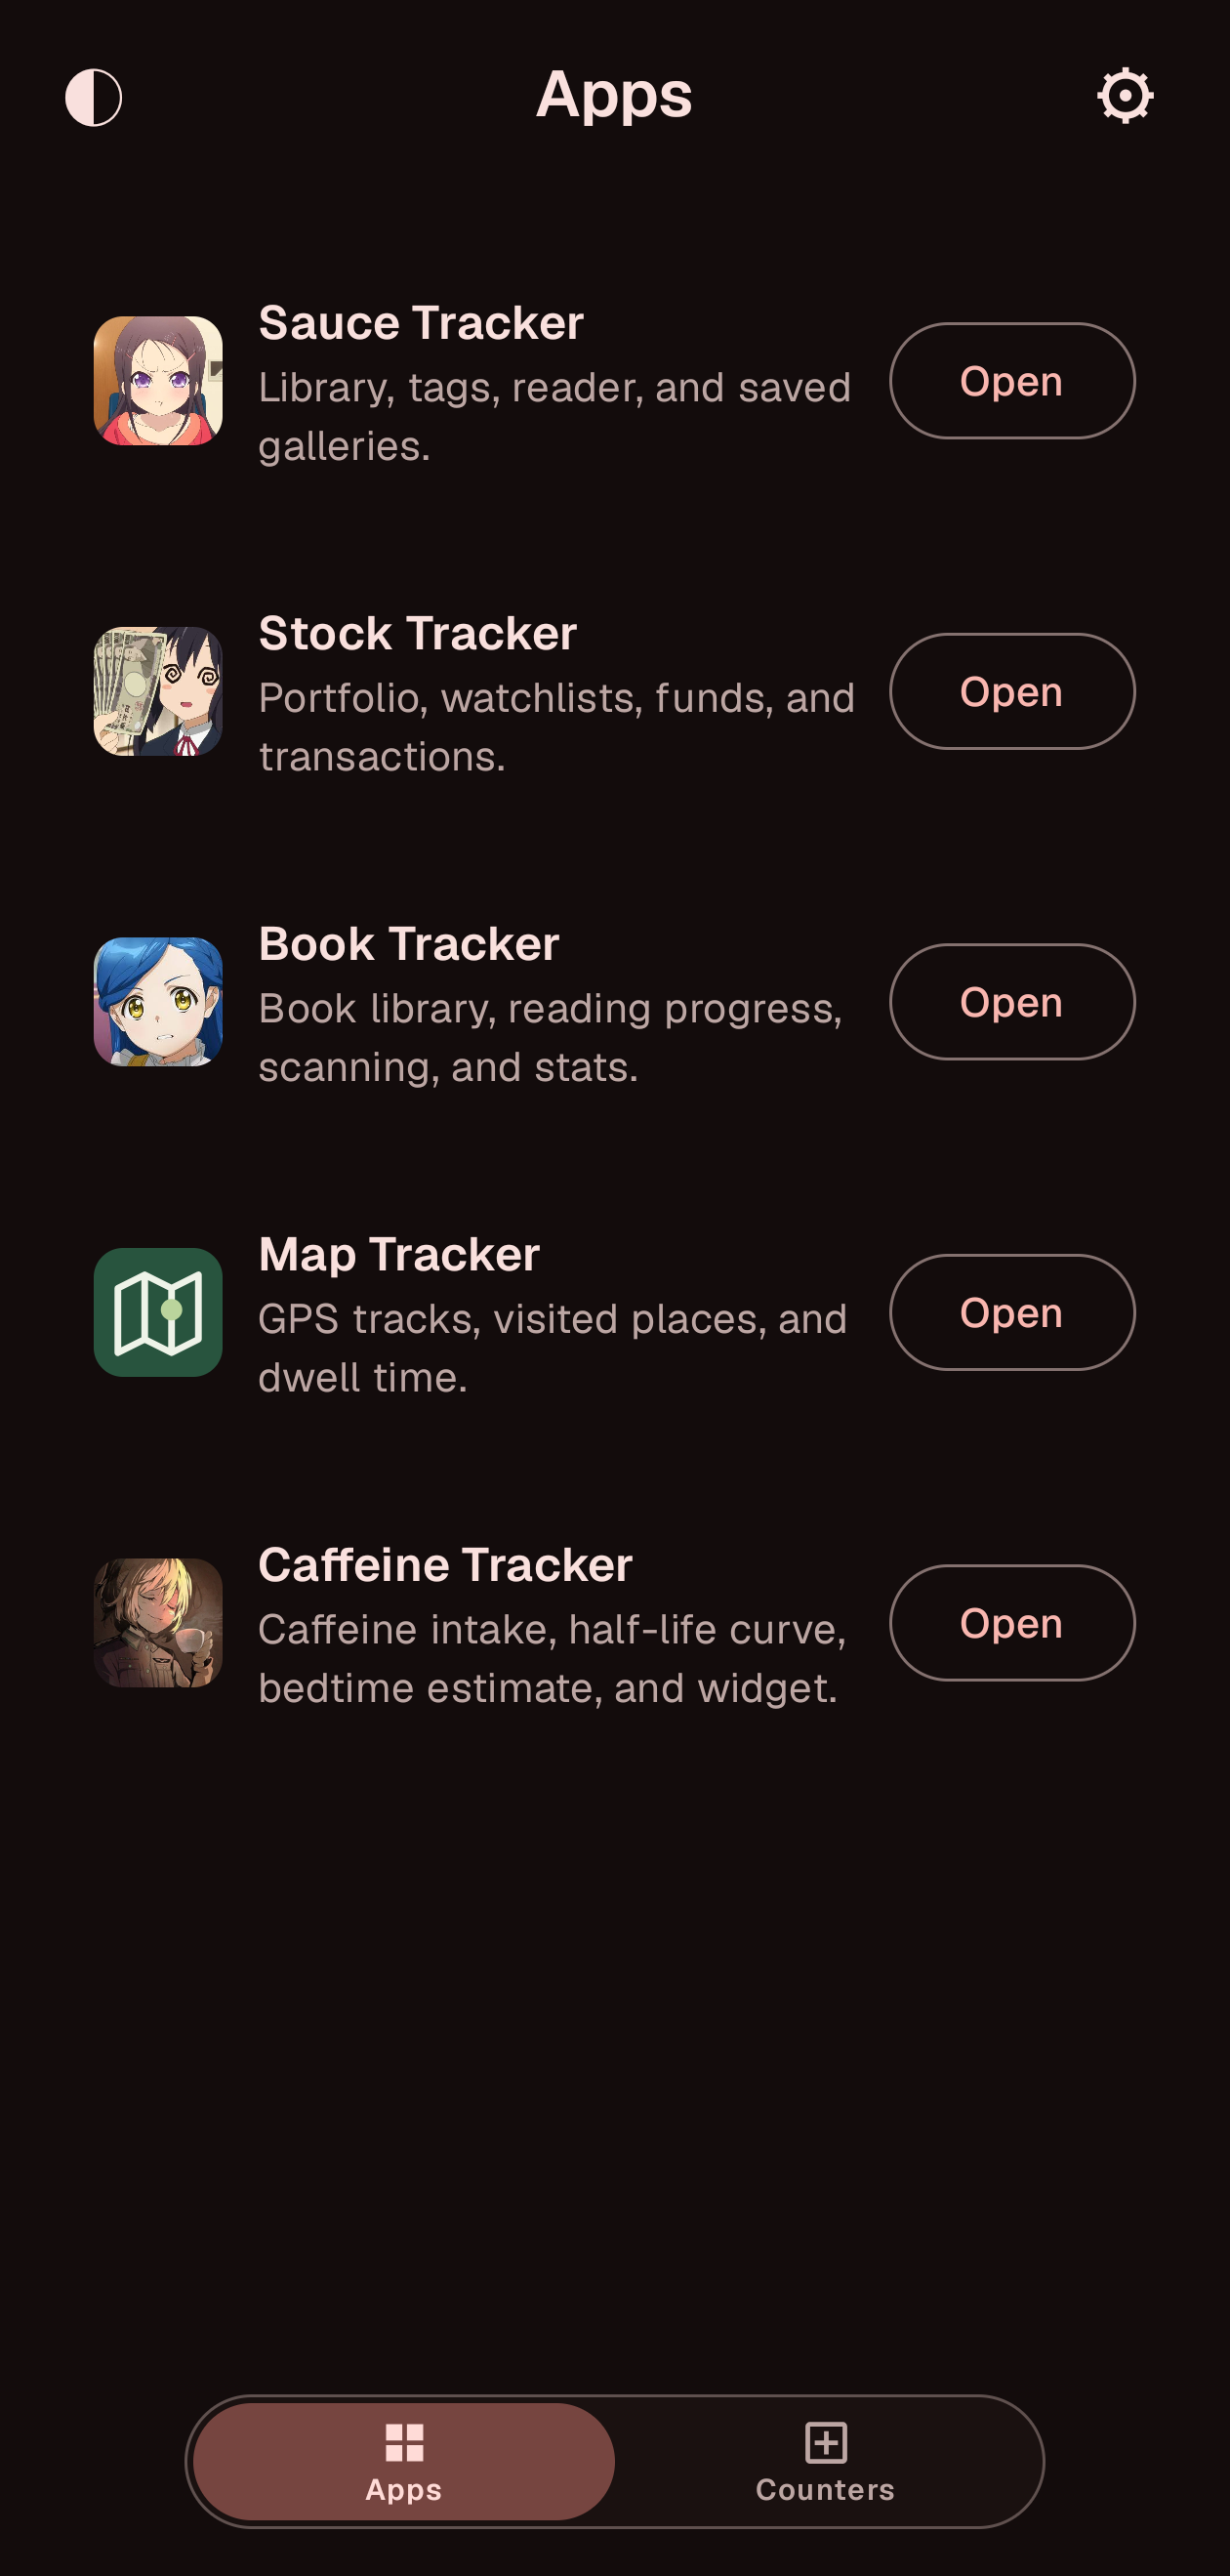 Apps
Sauce Tracker
Library, tags, reader, and saved
galleries.
Open
Stock Tracker
Portfolio, watchlists, funds, and
transactions.
Open
Book Tracker
Book library, reading progress,
scanning, and stats.
Open
Map Tracker
GPS tracks, visited places, and
dwell time.
Open
Caffeine Tracker
Caffeine intake, half-life curve,
bedtime estimate, and widget.
Open
Apps
Counters